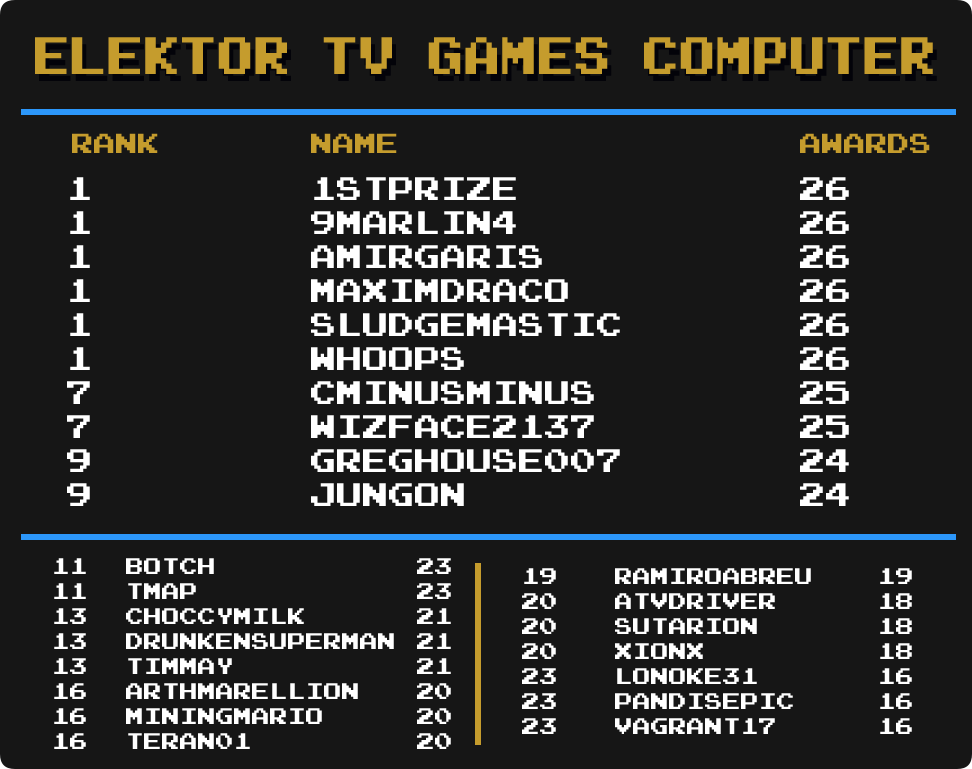 ELEKTOR TV GAMES COMPUTER
RANK NAME AWARDS
1 1STPRIZE 26
1 9MARLIN4 26
1 AMIRGARIS 26
1 MAXIMDRACO 26
1 SLUDGEMASTIC 26
1 WHOOPS 26
7 CMINUSMINUS 25
7 WIZFACE2137 25
9 GREGHOUSE007 24
9 JUNGON 24
11 BOTCH 23
11 TMAP 23
13 CHOCCYMILK 21
13 DRUNKENSUPERMAN 21
13 TIMMAY 21
16 ARTHMARELLION 20
16 MININGMARIO 20
16 TERAN01 20
19 RAMIROABREU 19
20 ATVDRIVER 18
20 SUTARION 18
20 XIONX 18
23 LONOKE31 16
23 PANDISEPIC 16
23 VAGRANT17 16